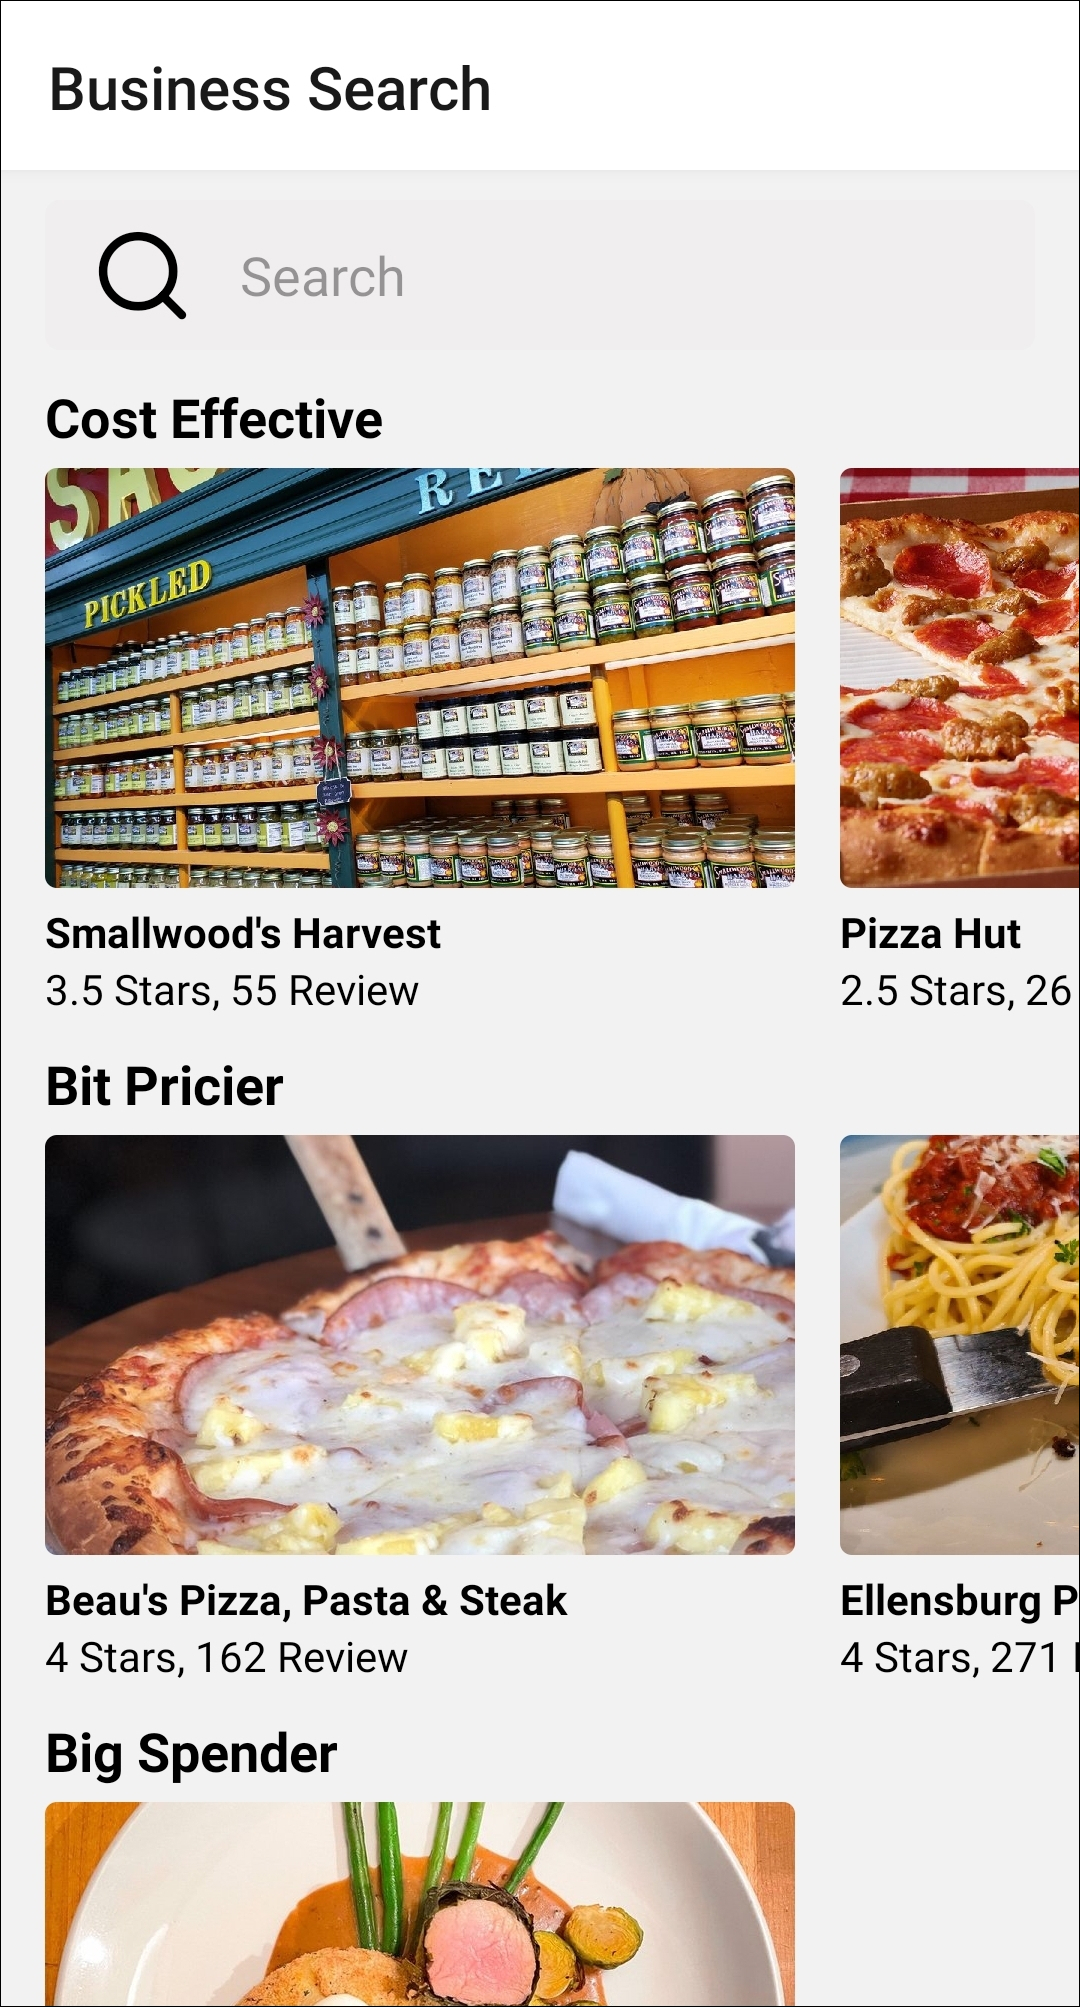 Business Search
Search
Cost Effective
PICKLED
Smallwood's Harvest
3.5 Stars, 55 Review
Pizza Hut
2.5 Stars, 26
Bit Pricier
Beau's Pizza, Pasta & Steak
4 Stars, 162 Review
Ellensburg P
4 Stars, 271
Big Spender